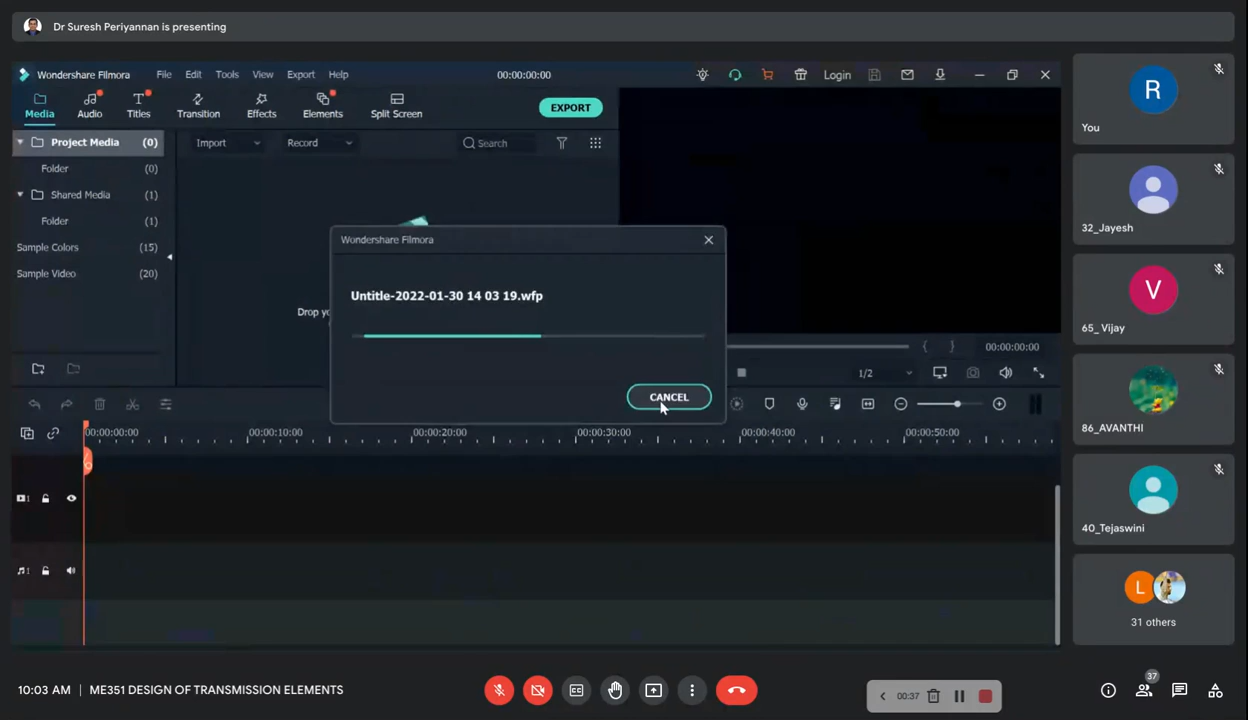 Dr Suresh Periyannan is presenting
Wondershare Filmora File Edit Tools View Export Help 00:00:00:00 Login
Media Audio Titles Transition Effects Elements Split Screen EXPORT
Project Media (0)
Import Record Search
Folder (0)
Shared Media (1)
Folder (1)
Sample Colors (15)
Sample Video (20)
Wondershare Filmora
Untitle-2022-01-30 14 03 19.wfp
Drop
CANCEL
00:00:00:00
1/2
00:00:00:00 00:00:10:00 00:00:20:00 00:00:30:00 00:00:40:00 00:00:50:00
1
1
R
You
32_Jayesh
V
65_ Vijay
86_AVANTHI
40_Tejaswini
L
31 others
10:03 AM | ME351 DESIGN OF TRANSMISSION ELEMENTS
CC
00:37
37